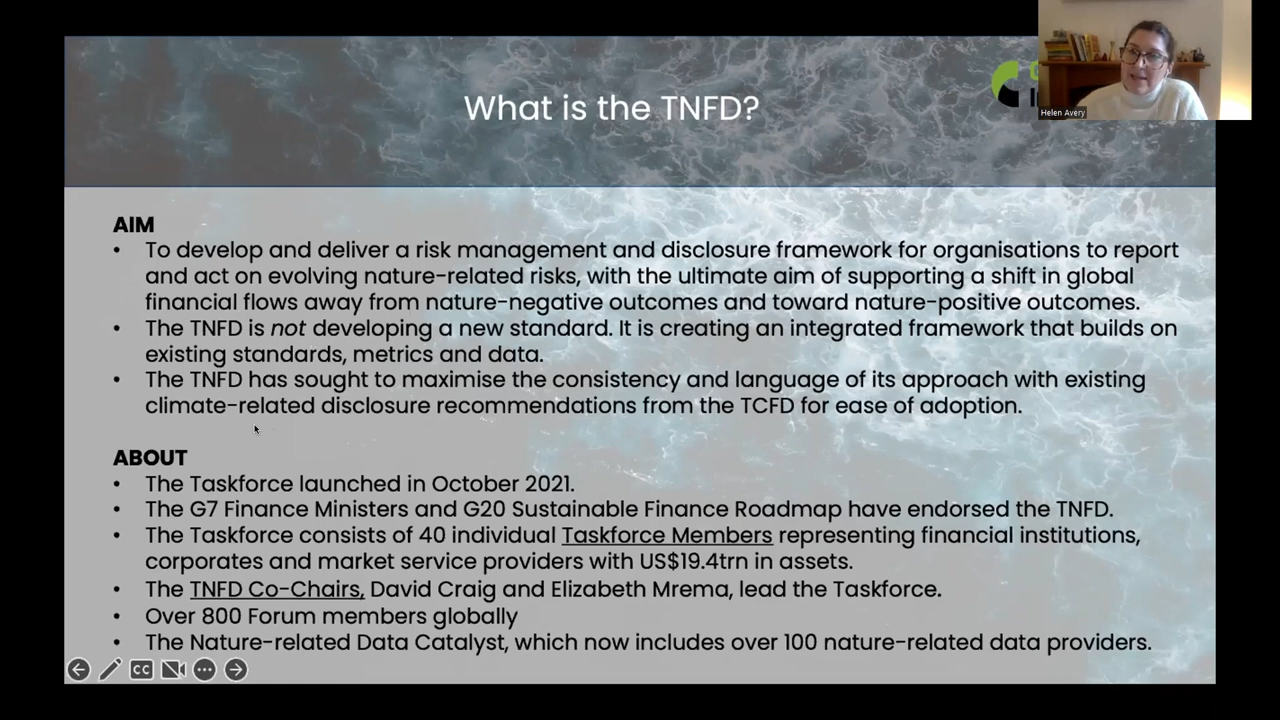 What is the TNFD?
Helen Avery
AIM
• To develop and deliver a risk management and disclosure framework for organisations to report
and act on evolving nature-related risks, with the ultimate aim of supporting a shift in global
financial flows away from nature-negative outcomes and toward nature-positive outcomes.
• The TNFD is not developing a new standard. It is creating an integrated framework that builds on
existing standards, metrics and data.
• The TNFD has sought to maximise the consistency and language of its approach with existing
climate-related disclosure recommendations from the TCFD for ease of adoption.
ABOUT
• The Taskforce launched in October 2021.
• The G7 Finance Ministers and G20 Sustainable Finance Roadmap have endorsed the TNFD.
• The Taskforce consists of 40 individual Taskforce Members representing financial institutions,
corporates and market service providers with US$19.4trn in assets.
• The TNFD Co-Chairs, David Craig and Elizabeth Mrema, lead the Taskforce.
• Over 800 Forum members globally
• The Nature-related Data Catalyst, which now includes over 100 nature-related data providers.
CC